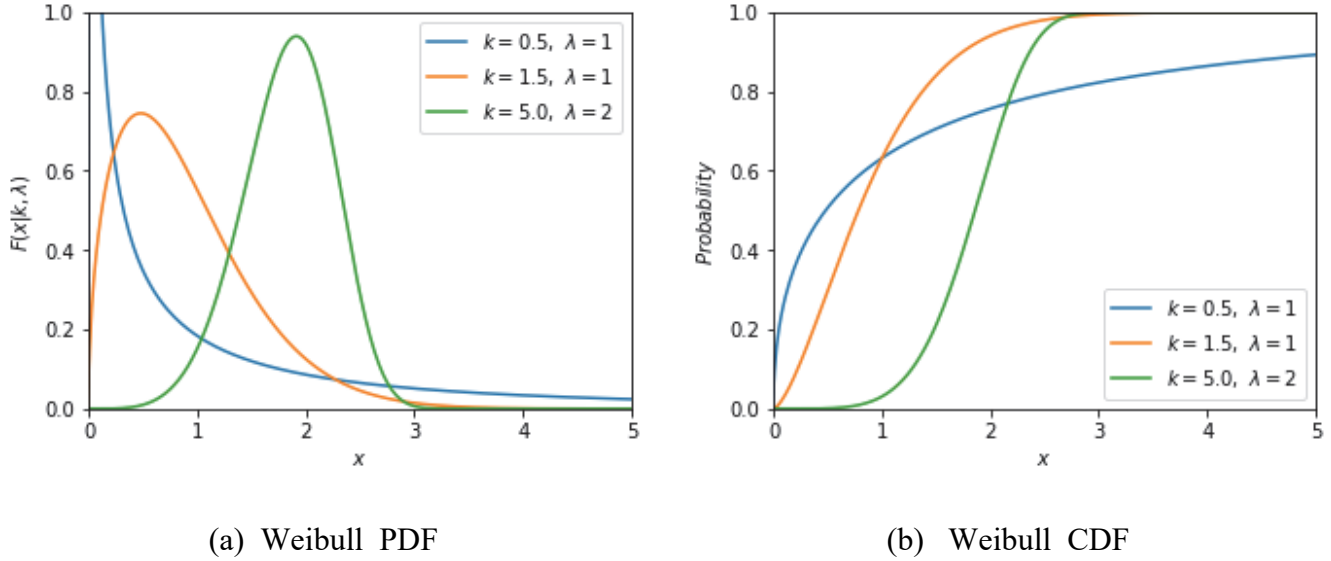 1.0
0.8
0.6
0.4
0.2
0.0
F(x|k, λ)
k = 0.5, λ = 1
k = 1.5, λ = 1
k = 5.0, λ = 2
0 1 2 3 4 5
x
(a) Weibull PDF
1.0
0.8
0.6
0.4
0.2
0.0
Probability
k = 0.5, λ = 1
k = 1.5, λ = 1
k = 5.0, λ = 2
0 1 2 3 4 5
x
(b) Weibull CDF